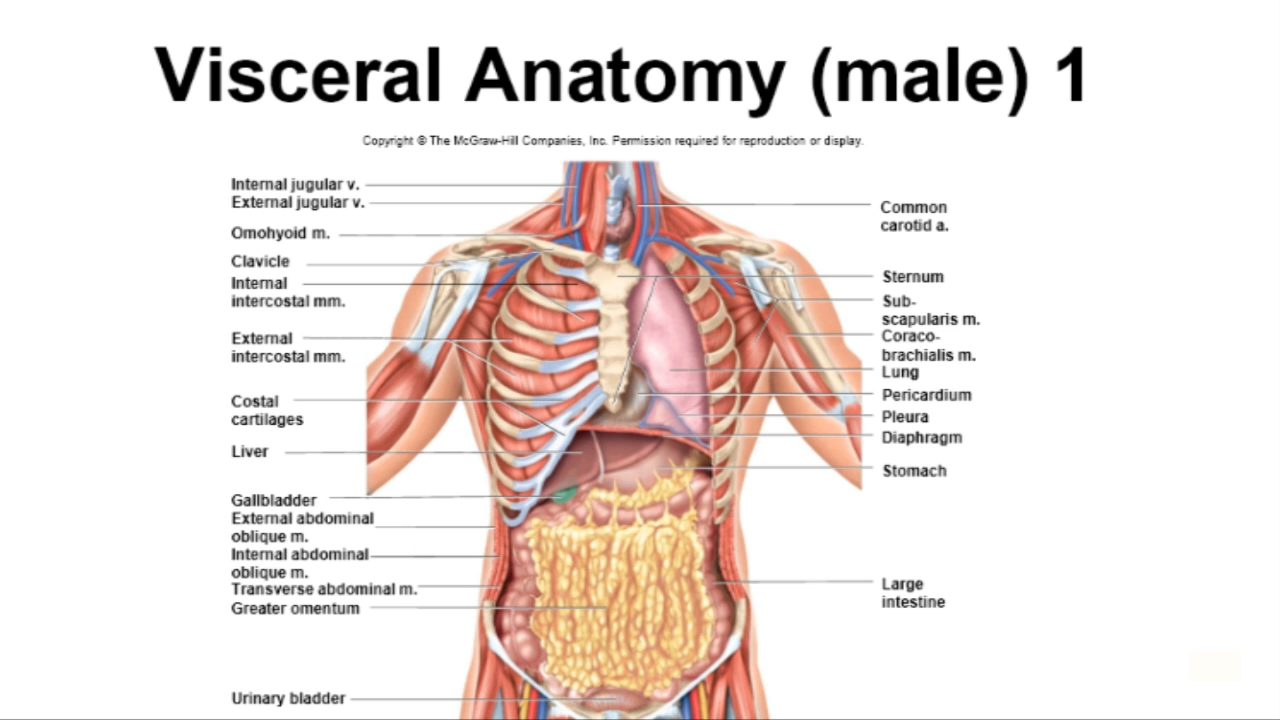 Visceral Anatomy (male) 1
Copyright © The McGraw-Hill Companies, Inc. Permission required for reproduction or display.
Internal jugular v.
External jugular v.
Omohyoid m.
Clavicle
Internal
intercostal mm.
External
intercostal mm.
Costal
cartilages
Liver
Gallbladder
External abdominal
oblique m.
Internal abdominal
oblique m.
Transverse abdominal m.
Greater omentum
Urinary bladder
Common
carotid a.
Sternum
Sub-
scapularis m.
Coraco-
brachialis m.
Lung
Pericardium
Pleura
Diaphragm
Stomach
Large
intestine